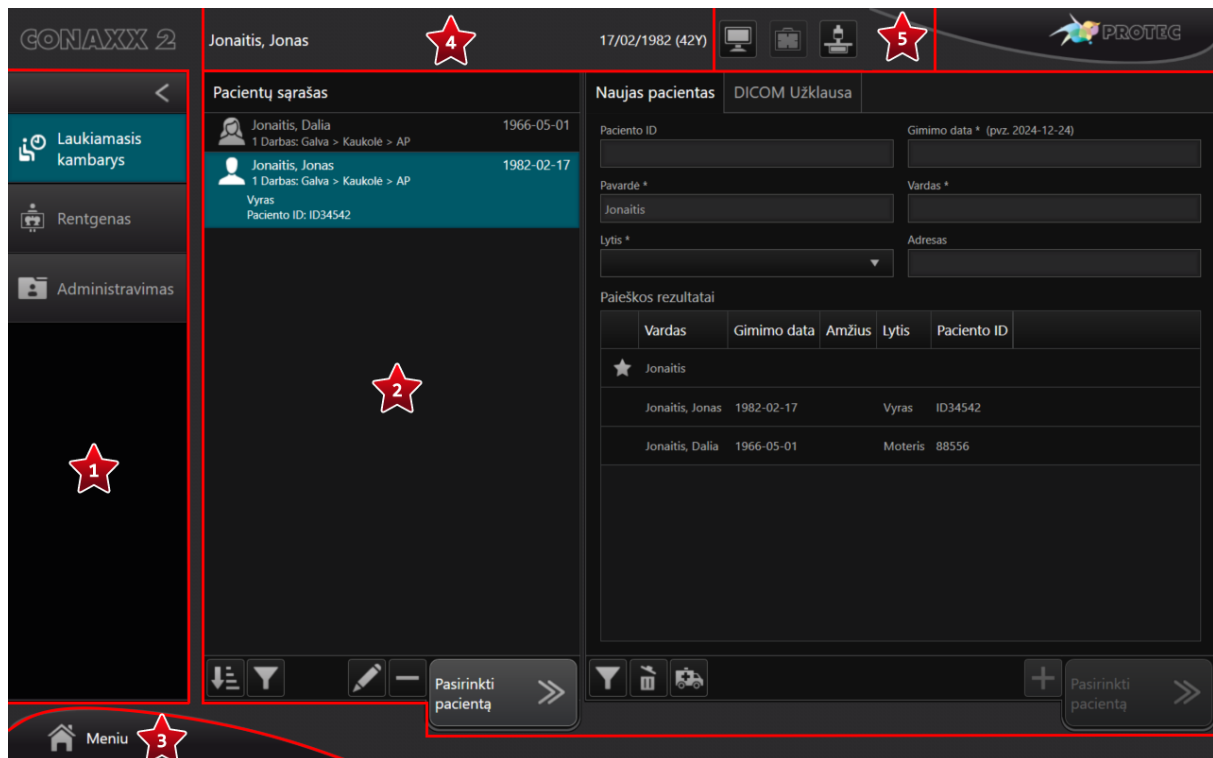 CONAXX 2
Jonaitis, Jonas
4
17/02/1982 (42Y)
5
PROTEC
<
Laukiamasis
kambarys
Rentgenas
Administravimas
1
Pacientų sąrašas
Jonaitis, Dalia 1966-05-01
1 Darbas: Galva > Kaukolė > AP
Jonaitis, Jonas 1982-02-17
1 Darbas: Galva > Kaukolė > AP
Vyras
Paciento ID: ID34542
2
Pasirinkti
pacientą
Naujas pacientas DICOM Užklausa
Paciento ID Gimimo data * (pvz. 2024-12-24)
Pavardė * Vardas *
Jonaitis
Lytis * Adresas
Paieškos rezultatai
Vardas Gimimo data Amžius Lytis Paciento ID
Jonaitis
Jonaitis, Jonas 1982-02-17 Vyras ID34542
Jonaitis, Dalia 1966-05-01 Moteris 88556
Pasirinkti
pacientą
Meniu
3